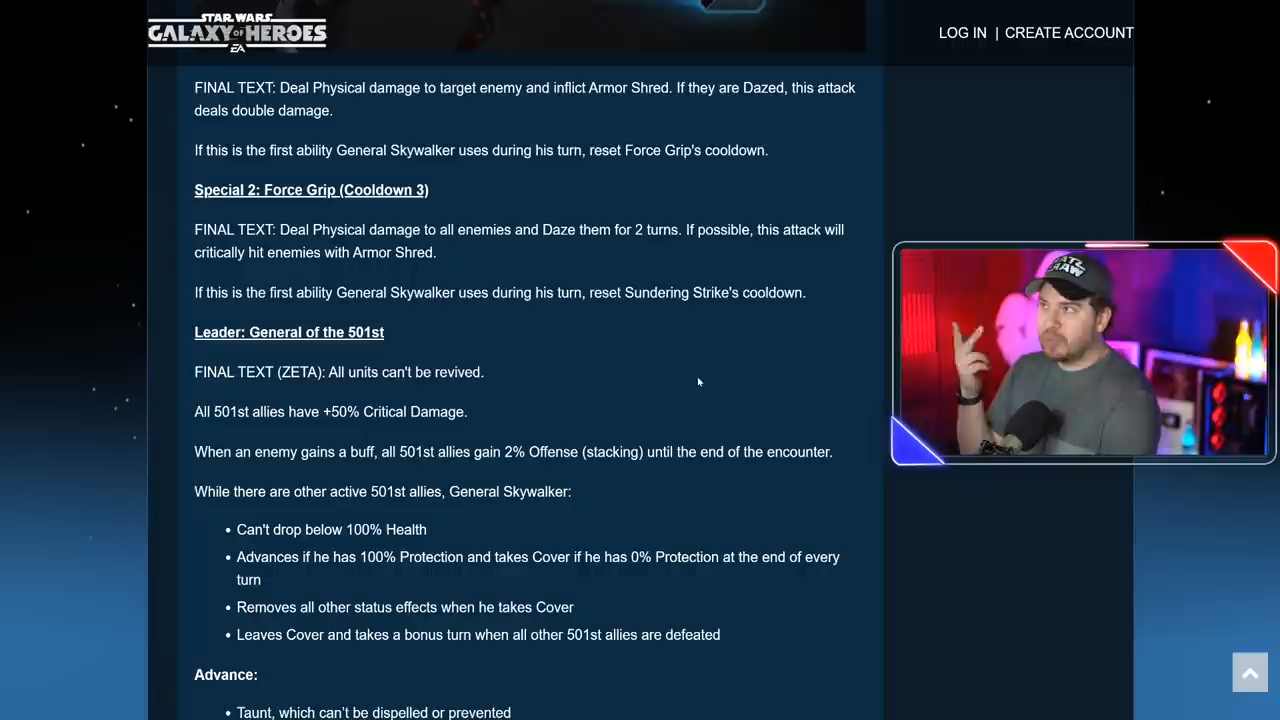 STAR WARS
GALAXY OF HEROES
EA
LOG IN | CREATE ACCOUNT
FINAL TEXT: Deal Physical damage to target enemy and inflict Armor Shred. If they are Dazed, this attack
deals double damage.
If this is the first ability General Skywalker uses during his turn, reset Force Grip's cooldown.
Special 2: Force Grip (Cooldown 3)
FINAL TEXT: Deal Physical damage to all enemies and Daze them for 2 turns. If possible, this attack will
critically hit enemies with Armor Shred.
If this is the first ability General Skywalker uses during his turn, reset Sundering Strike's cooldown.
Leader: General of the 501st
FINAL TEXT (ZETA): All units can't be revived.
All 501st allies have +50% Critical Damage.
When an enemy gains a buff, all 501st allies gain 2% Offense (stacking) until the end of the encounter.
While there are other active 501st allies, General Skywalker:
• Can't drop below 100% Health
• Advances if he has 100% Protection and takes Cover if he has 0% Protection at the end of every
turn
• Removes all other status effects when he takes Cover
• Leaves Cover and takes a bonus turn when all other 501st allies are defeated
Advance:
• Taunt, which can't be dispelled or prevented